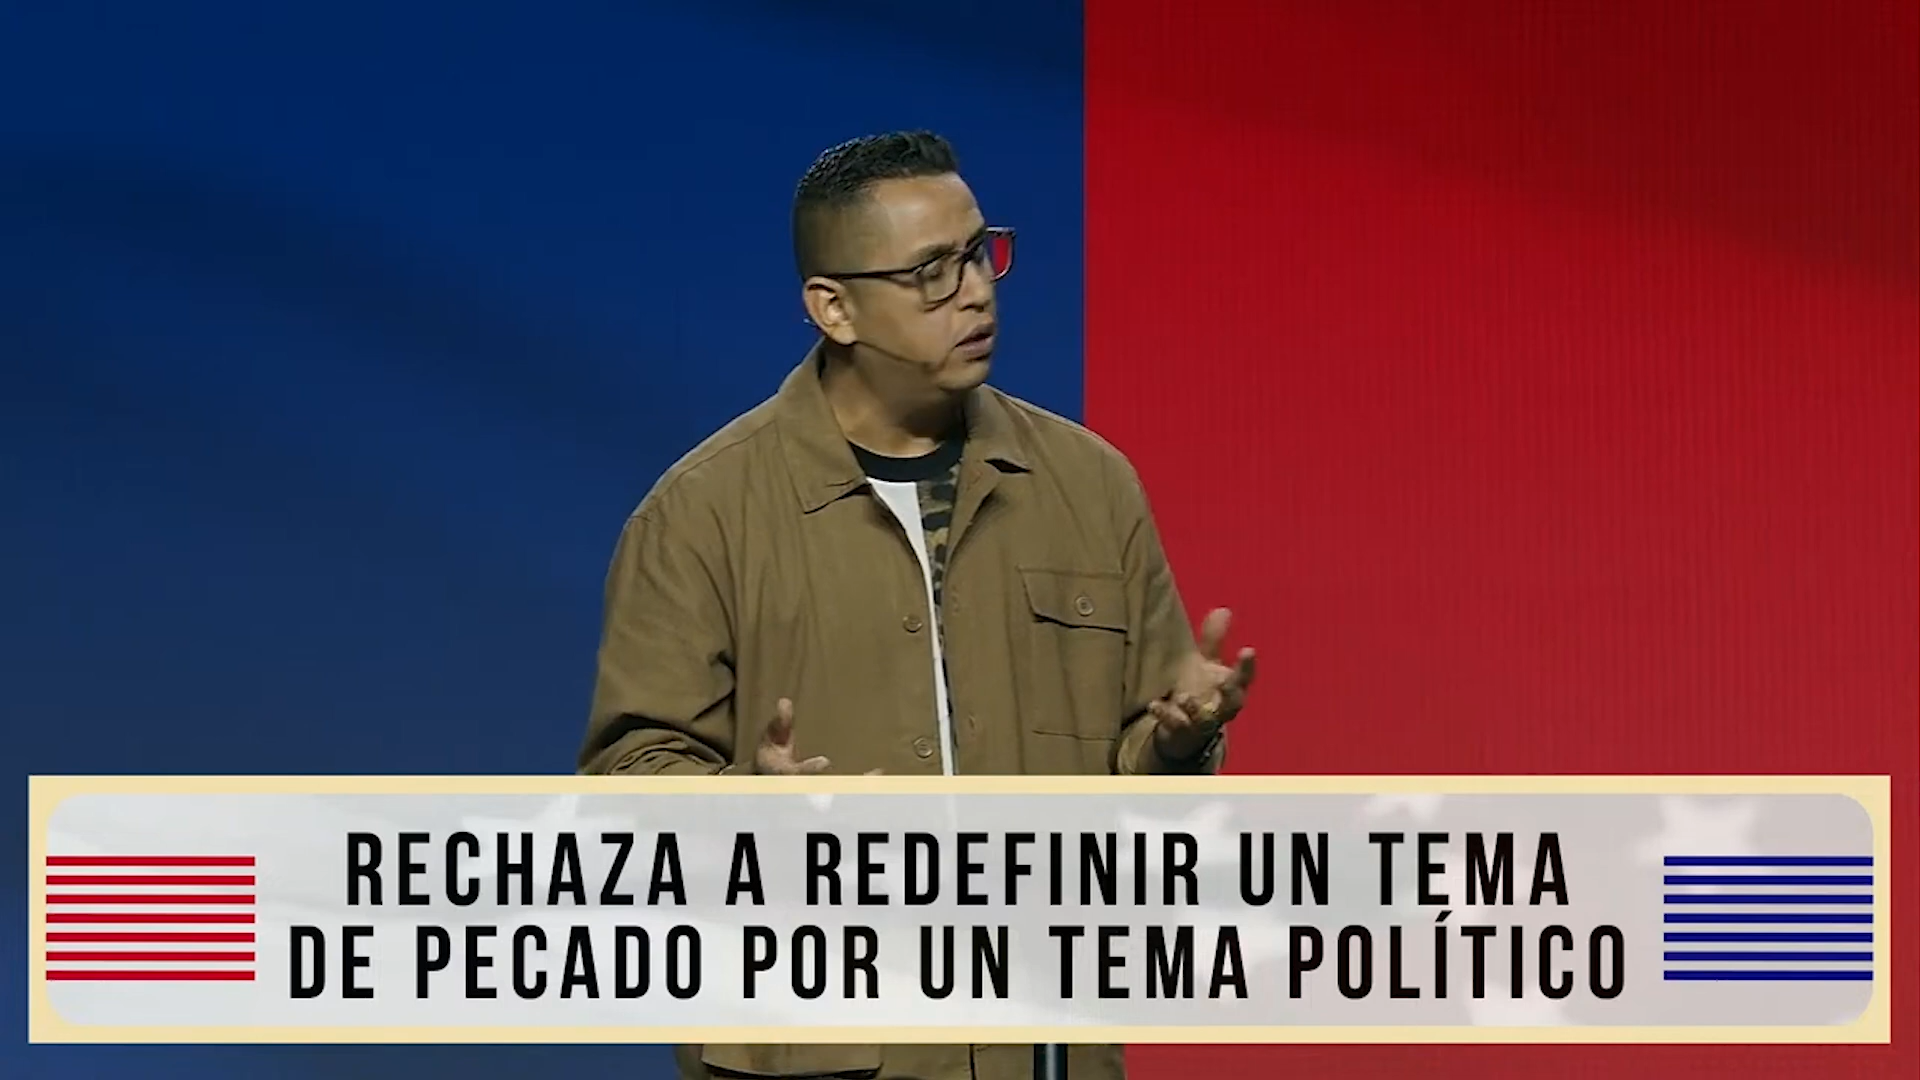 RECHAZA A REDEFINIR UN TEMA
DE PECADO POR UN TEMA POLÍTICO